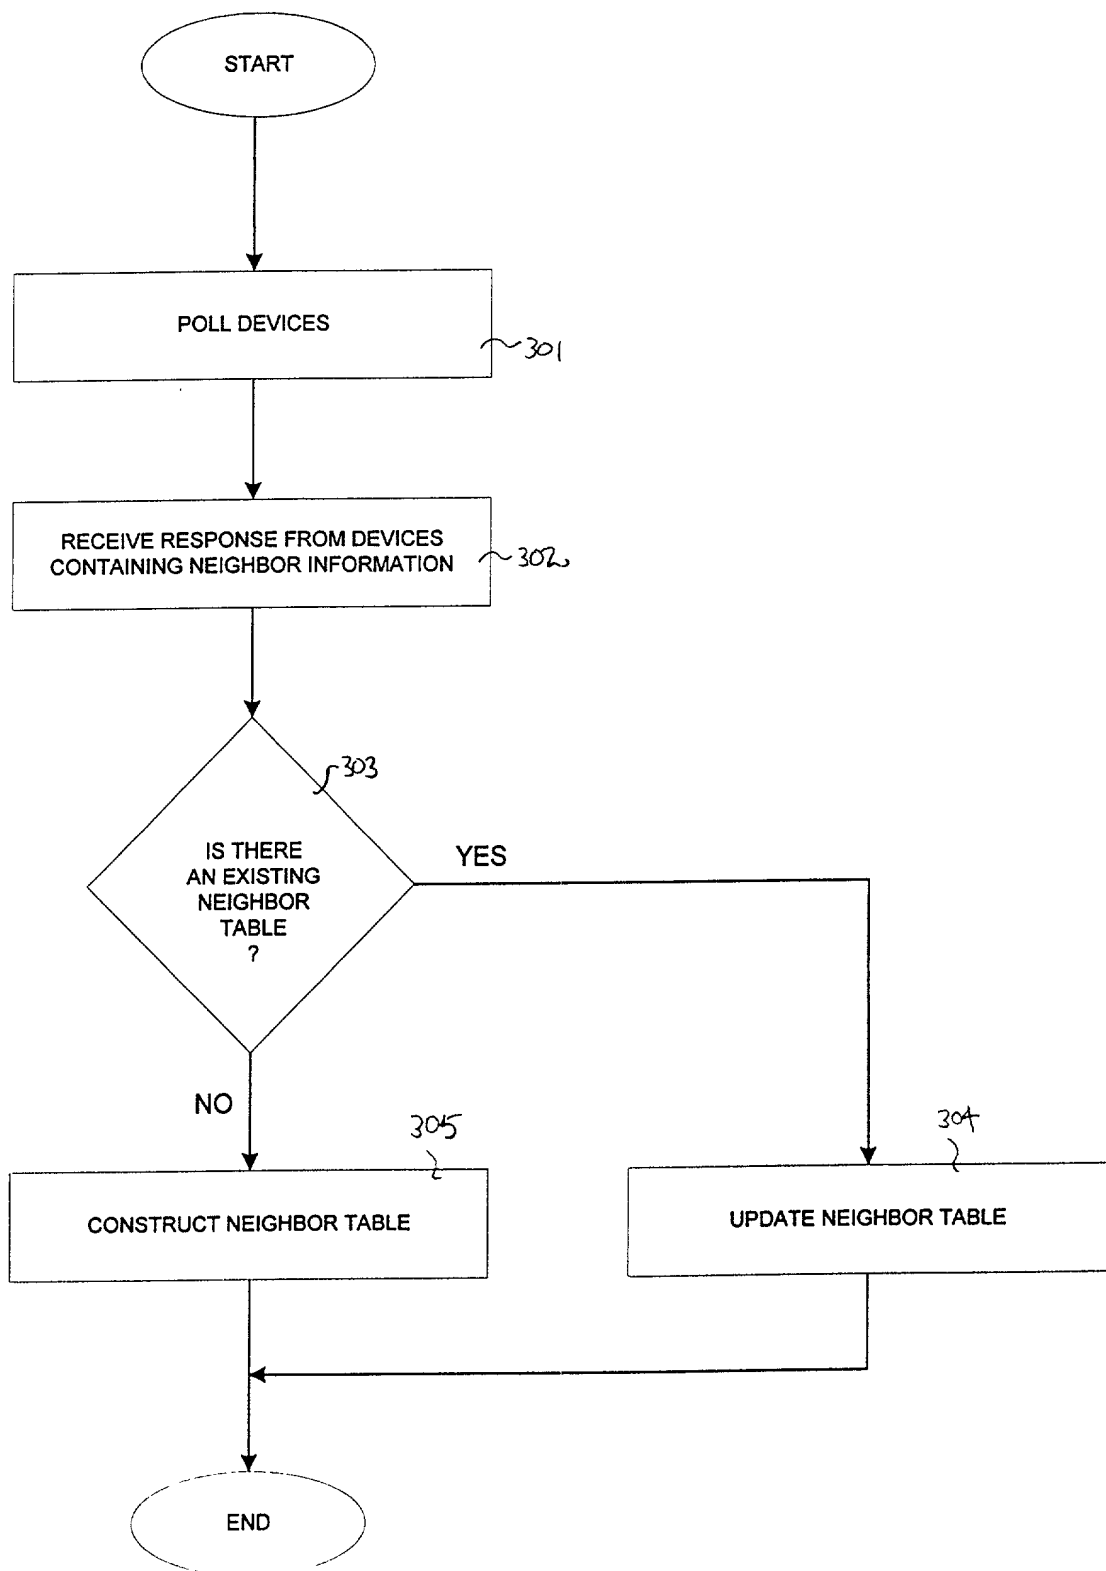 START
POLL DEVICES
301
RECEIVE RESPONSE FROM DEVICES
CONTAINING NEIGHBOR INFORMATION
302
303
IS THERE
AN EXISTING
NEIGHBOR
TABLE
?
YES
NO
305
304
CONSTRUCT NEIGHBOR TABLE
UPDATE NEIGHBOR TABLE
END